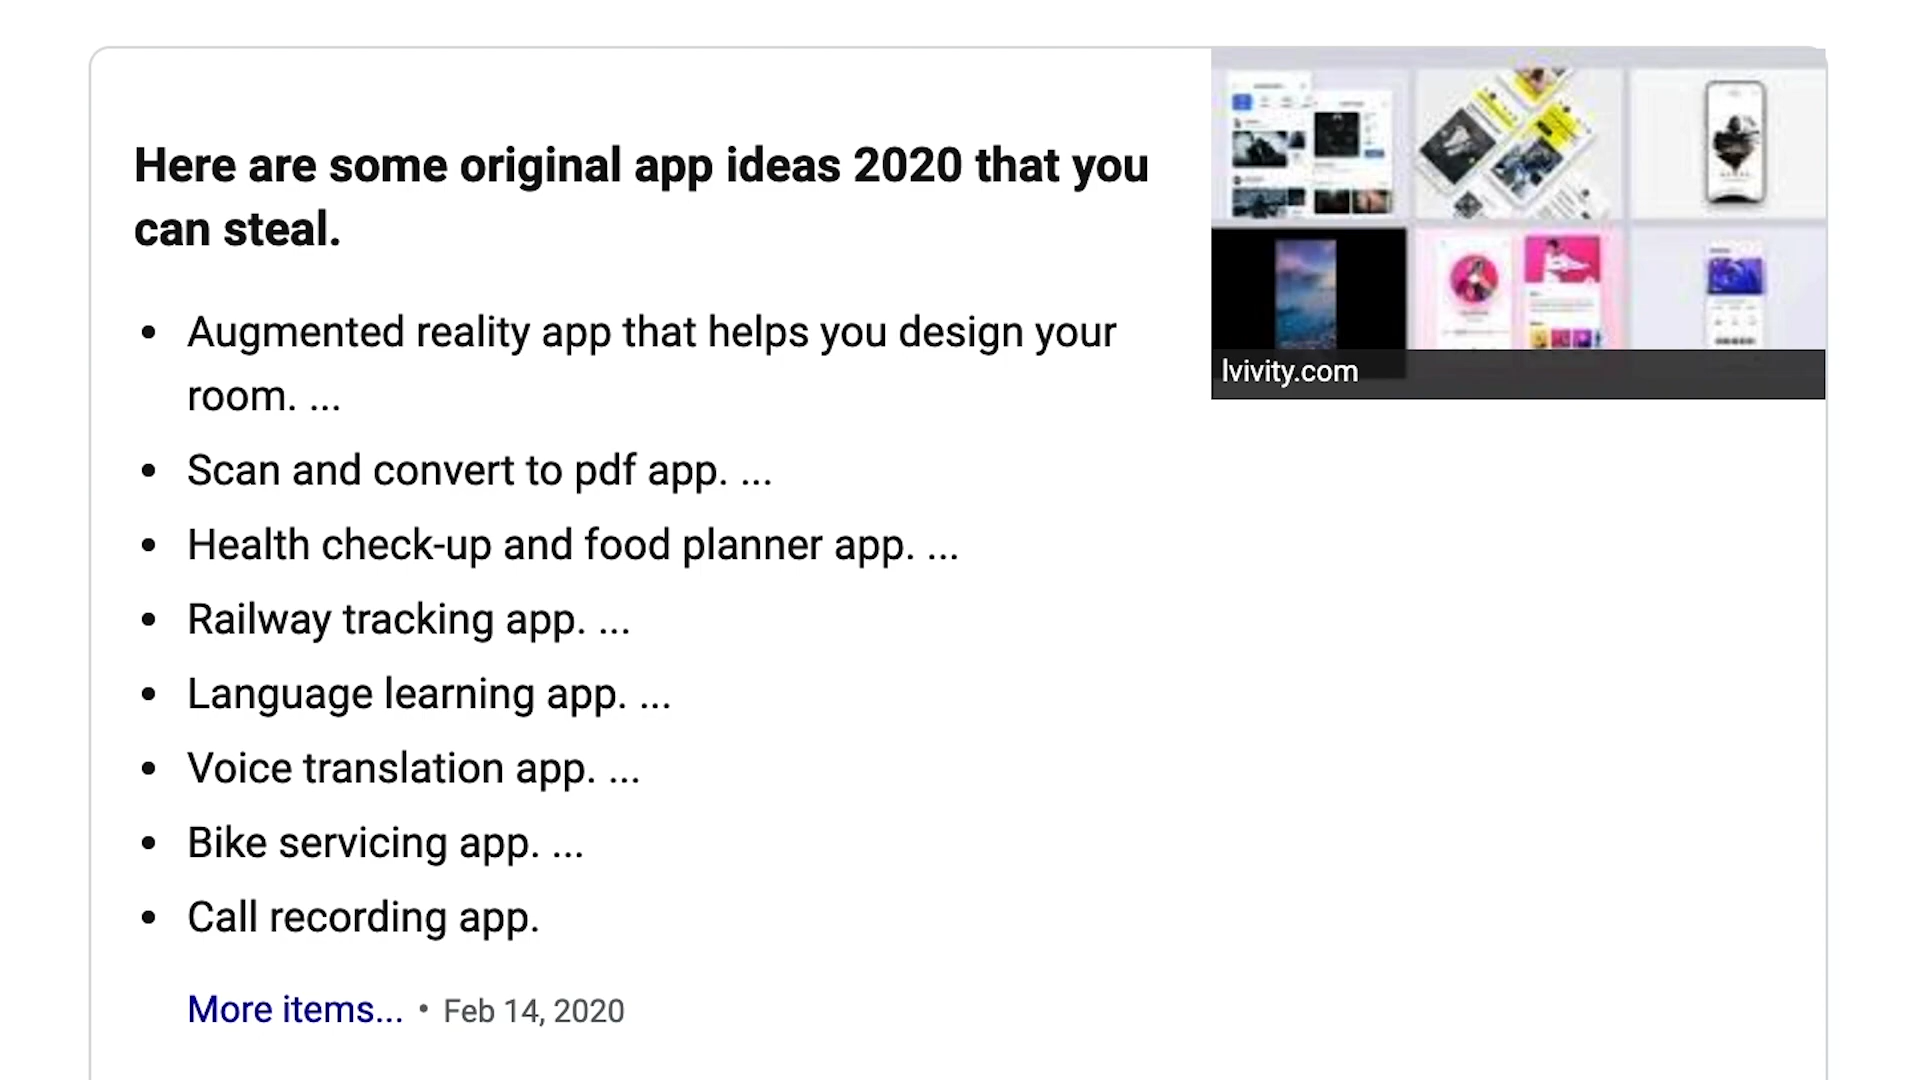 Here are some original app ideas 2020 that you
can steal.
• Augmented reality app that helps you design your
room. ...
• Scan and convert to pdf app. ...
• Health check-up and food planner app. ...
• Railway tracking app. ...
• Language learning app. ...
• Voice translation app. ...
• Bike servicing app. ...
• Call recording app.
More items... • Feb 14, 2020
lvivity.com